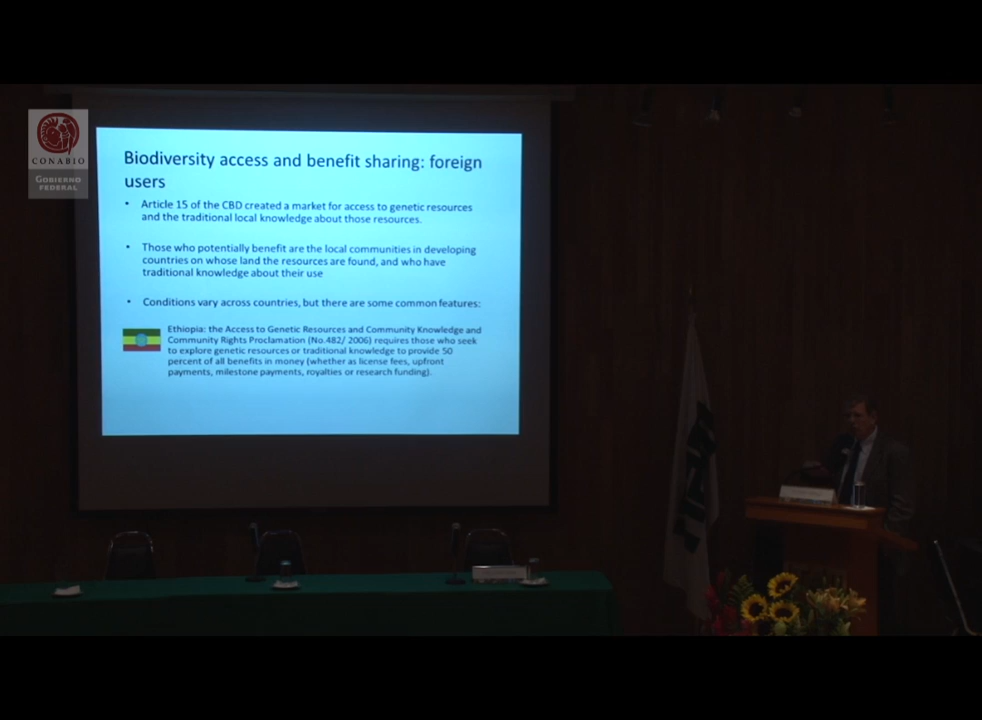 CONABIO
GOBIERNO
FEDERAL
Biodiversity access and benefit sharing: foreign
users
• Article 15 of the CBD created a market for access to genetic resources
and the traditional local knowledge about those resources.
• Those who potentially benefit are the local communities in developing
countries on whose land the resources are found, and who have
traditional knowledge about their use
• Conditions vary across countries, but there are some common features:
Ethiopia: the Access to Genetic Resources and Community Knowledge and
Community Rights Proclamation (No.482/ 2006) requires those who seek
to explore genetic resources or traditional knowledge to provide 50
percent of all benefits in money (whether as license fees, upfront
payments, milestone payments, royalties or research funding).